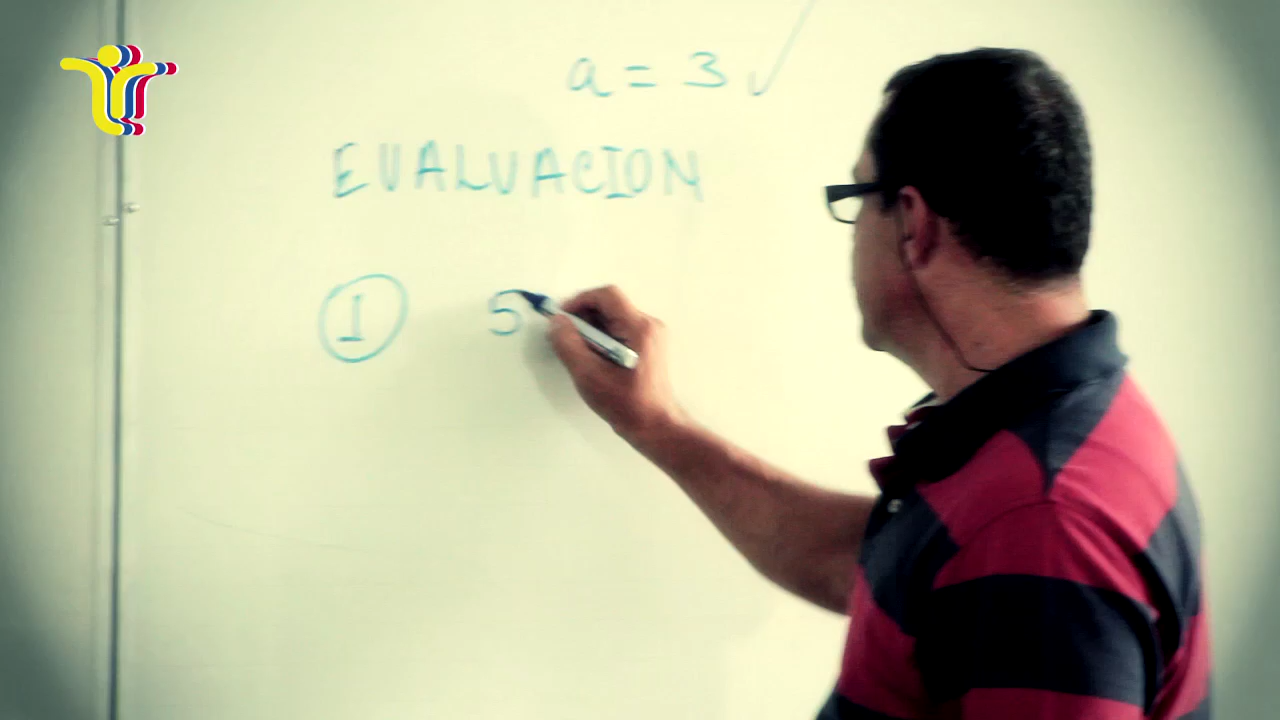 a = 3 ✓
EVALUACION
1 5